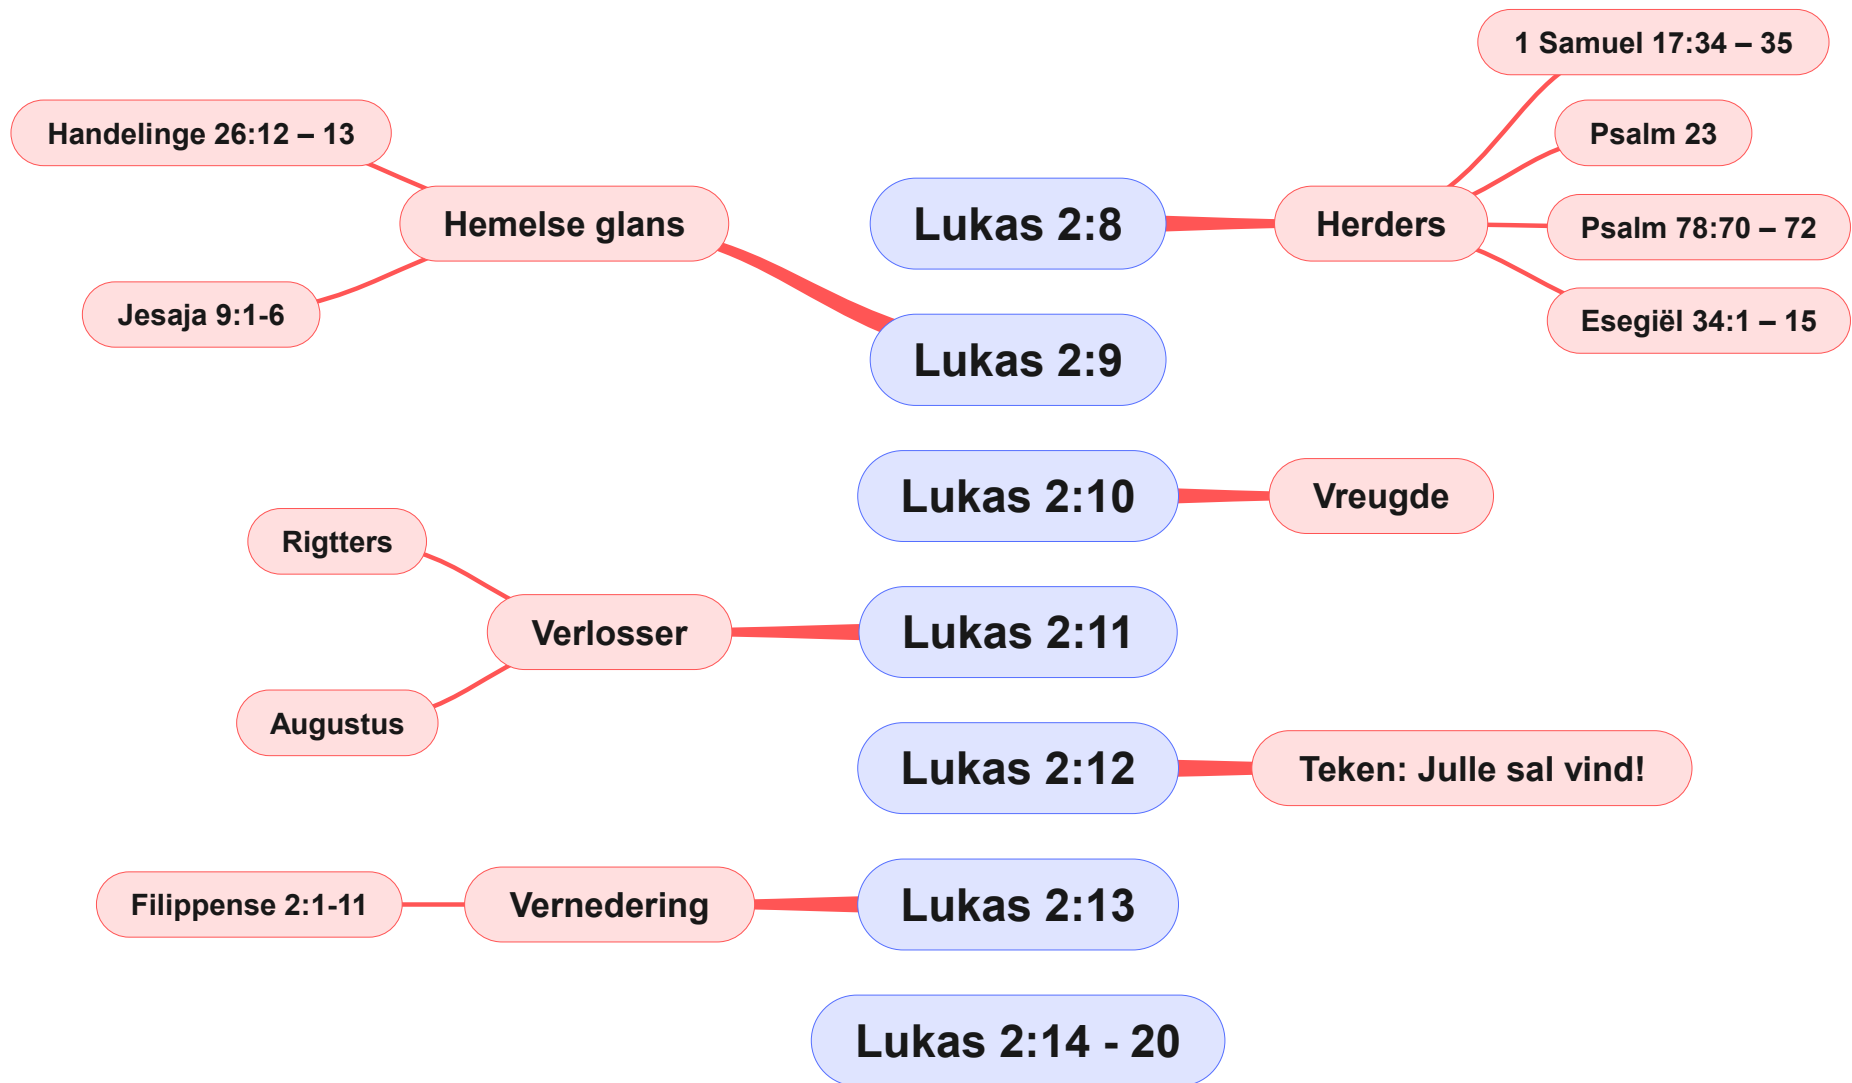 1 Samuel 17:34 – 35
Handelinge 26:12 – 13
Psalm 23
Hemelse glans
Lukas 2:8
Herders
Psalm 78:70 – 72
Jesaja 9:1-6
Esegiël 34:1 – 15
Lukas 2:9
Lukas 2:10
Vreugde
Rigtters
Verlosser
Lukas 2:11
Augustus
Lukas 2:12
Teken: Julle sal vind!
Filippense 2:1-11
Vernedering
Lukas 2:13
Lukas 2:14 - 20